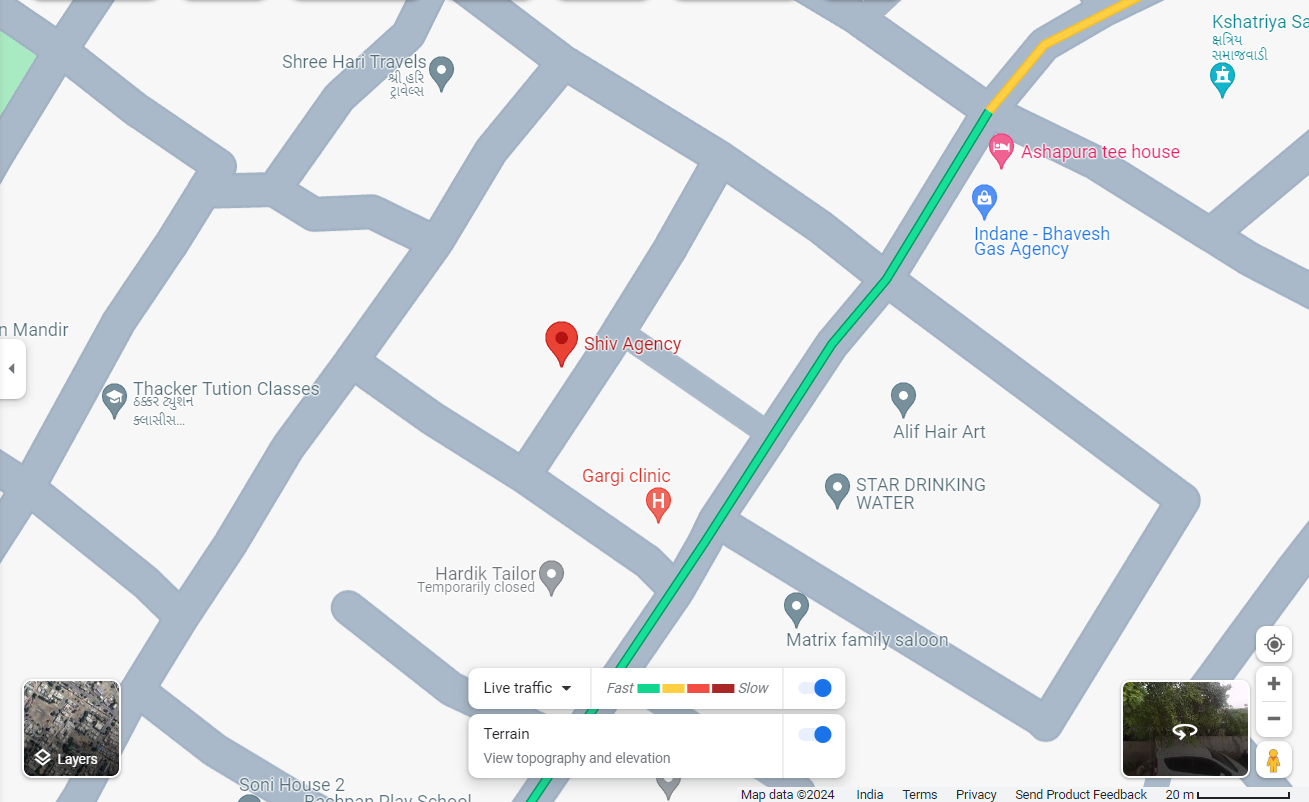 Kshatriya Sa
ક્ષત્રિય
સમાજવાડી
Shree Hari Travels
શ્રી હરિ
ટ્રાવેલ્સ
Ashapura tee house
Indane - Bhavesh
Gas Agency
n Mandir
Shiv Agency
Thacker Tution Classes
ઠક્કર ટ્યુશન
ક્લાસીસ...
Alif Hair Art
Gargi clinic
H
STAR DRINKING
WATER
Hardik Tailor
Temporarily closed
Matrix family saloon
Live traffic
Fast
Slow
Terrain
View topography and elevation
Layers
Soni House 2
Bachpan Play School
Map data ©2024
India
Terms
Privacy
Send Product Feedback
20 m